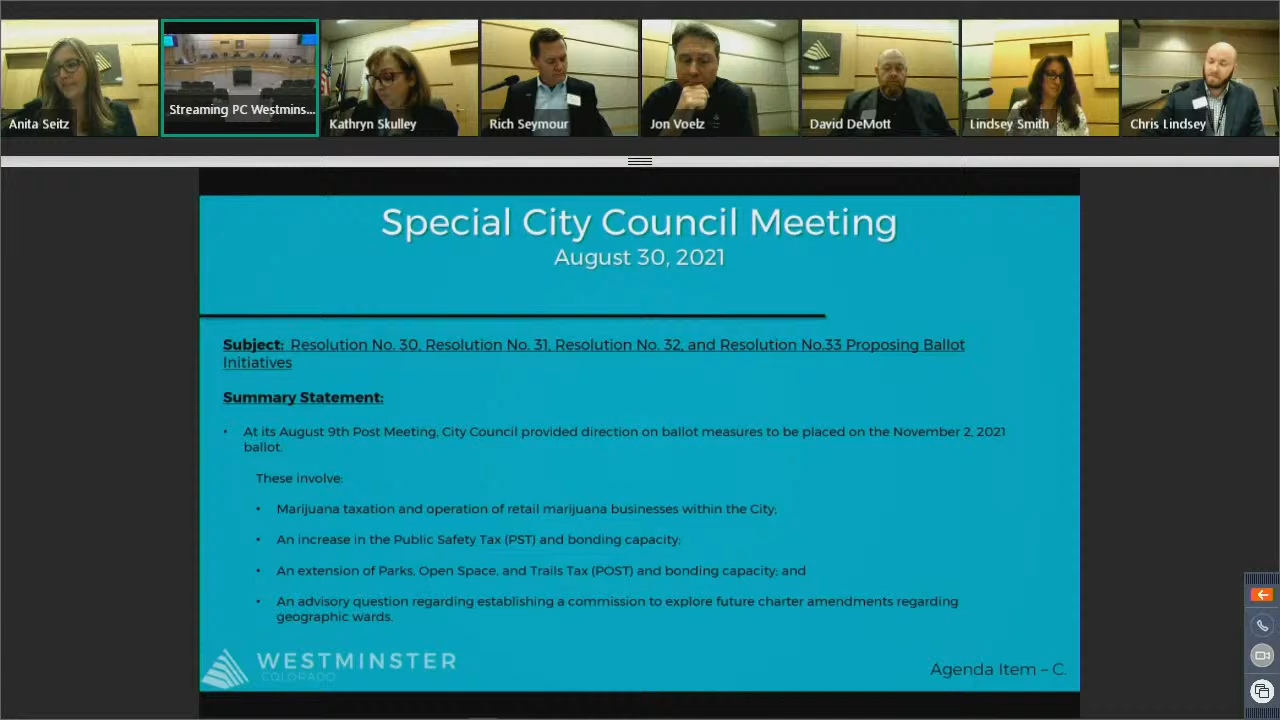 Anita Seitz
Streaming PC Westmins...
Kathryn Skulley
Rich Seymour
Jon Voelz
David DeMott
Lindsey Smith
Chris Lindsey
Special City Council Meeting
August 30, 2021
Subject: Resolution No. 30, Resolution No. 31, Resolution No. 32, and Resolution No.33 Proposing Ballot
Initiatives
Summary Statement:
• At its August 9th Post Meeting, City Council provided direction on ballot measures to be placed on the November 2, 2021
ballot.
These involve:
• Marijuana taxation and operation of retail marijuana businesses within the City;
• An increase in the Public Safety Tax (PST) and bonding capacity;
• An extension of Parks, Open Space, and Trails Tax (POST) and bonding capacity; and
• An advisory question regarding establishing a commission to explore future charter amendments regarding
geographic wards.
WESTMINSTER
COLORADO
Agenda Item – C.